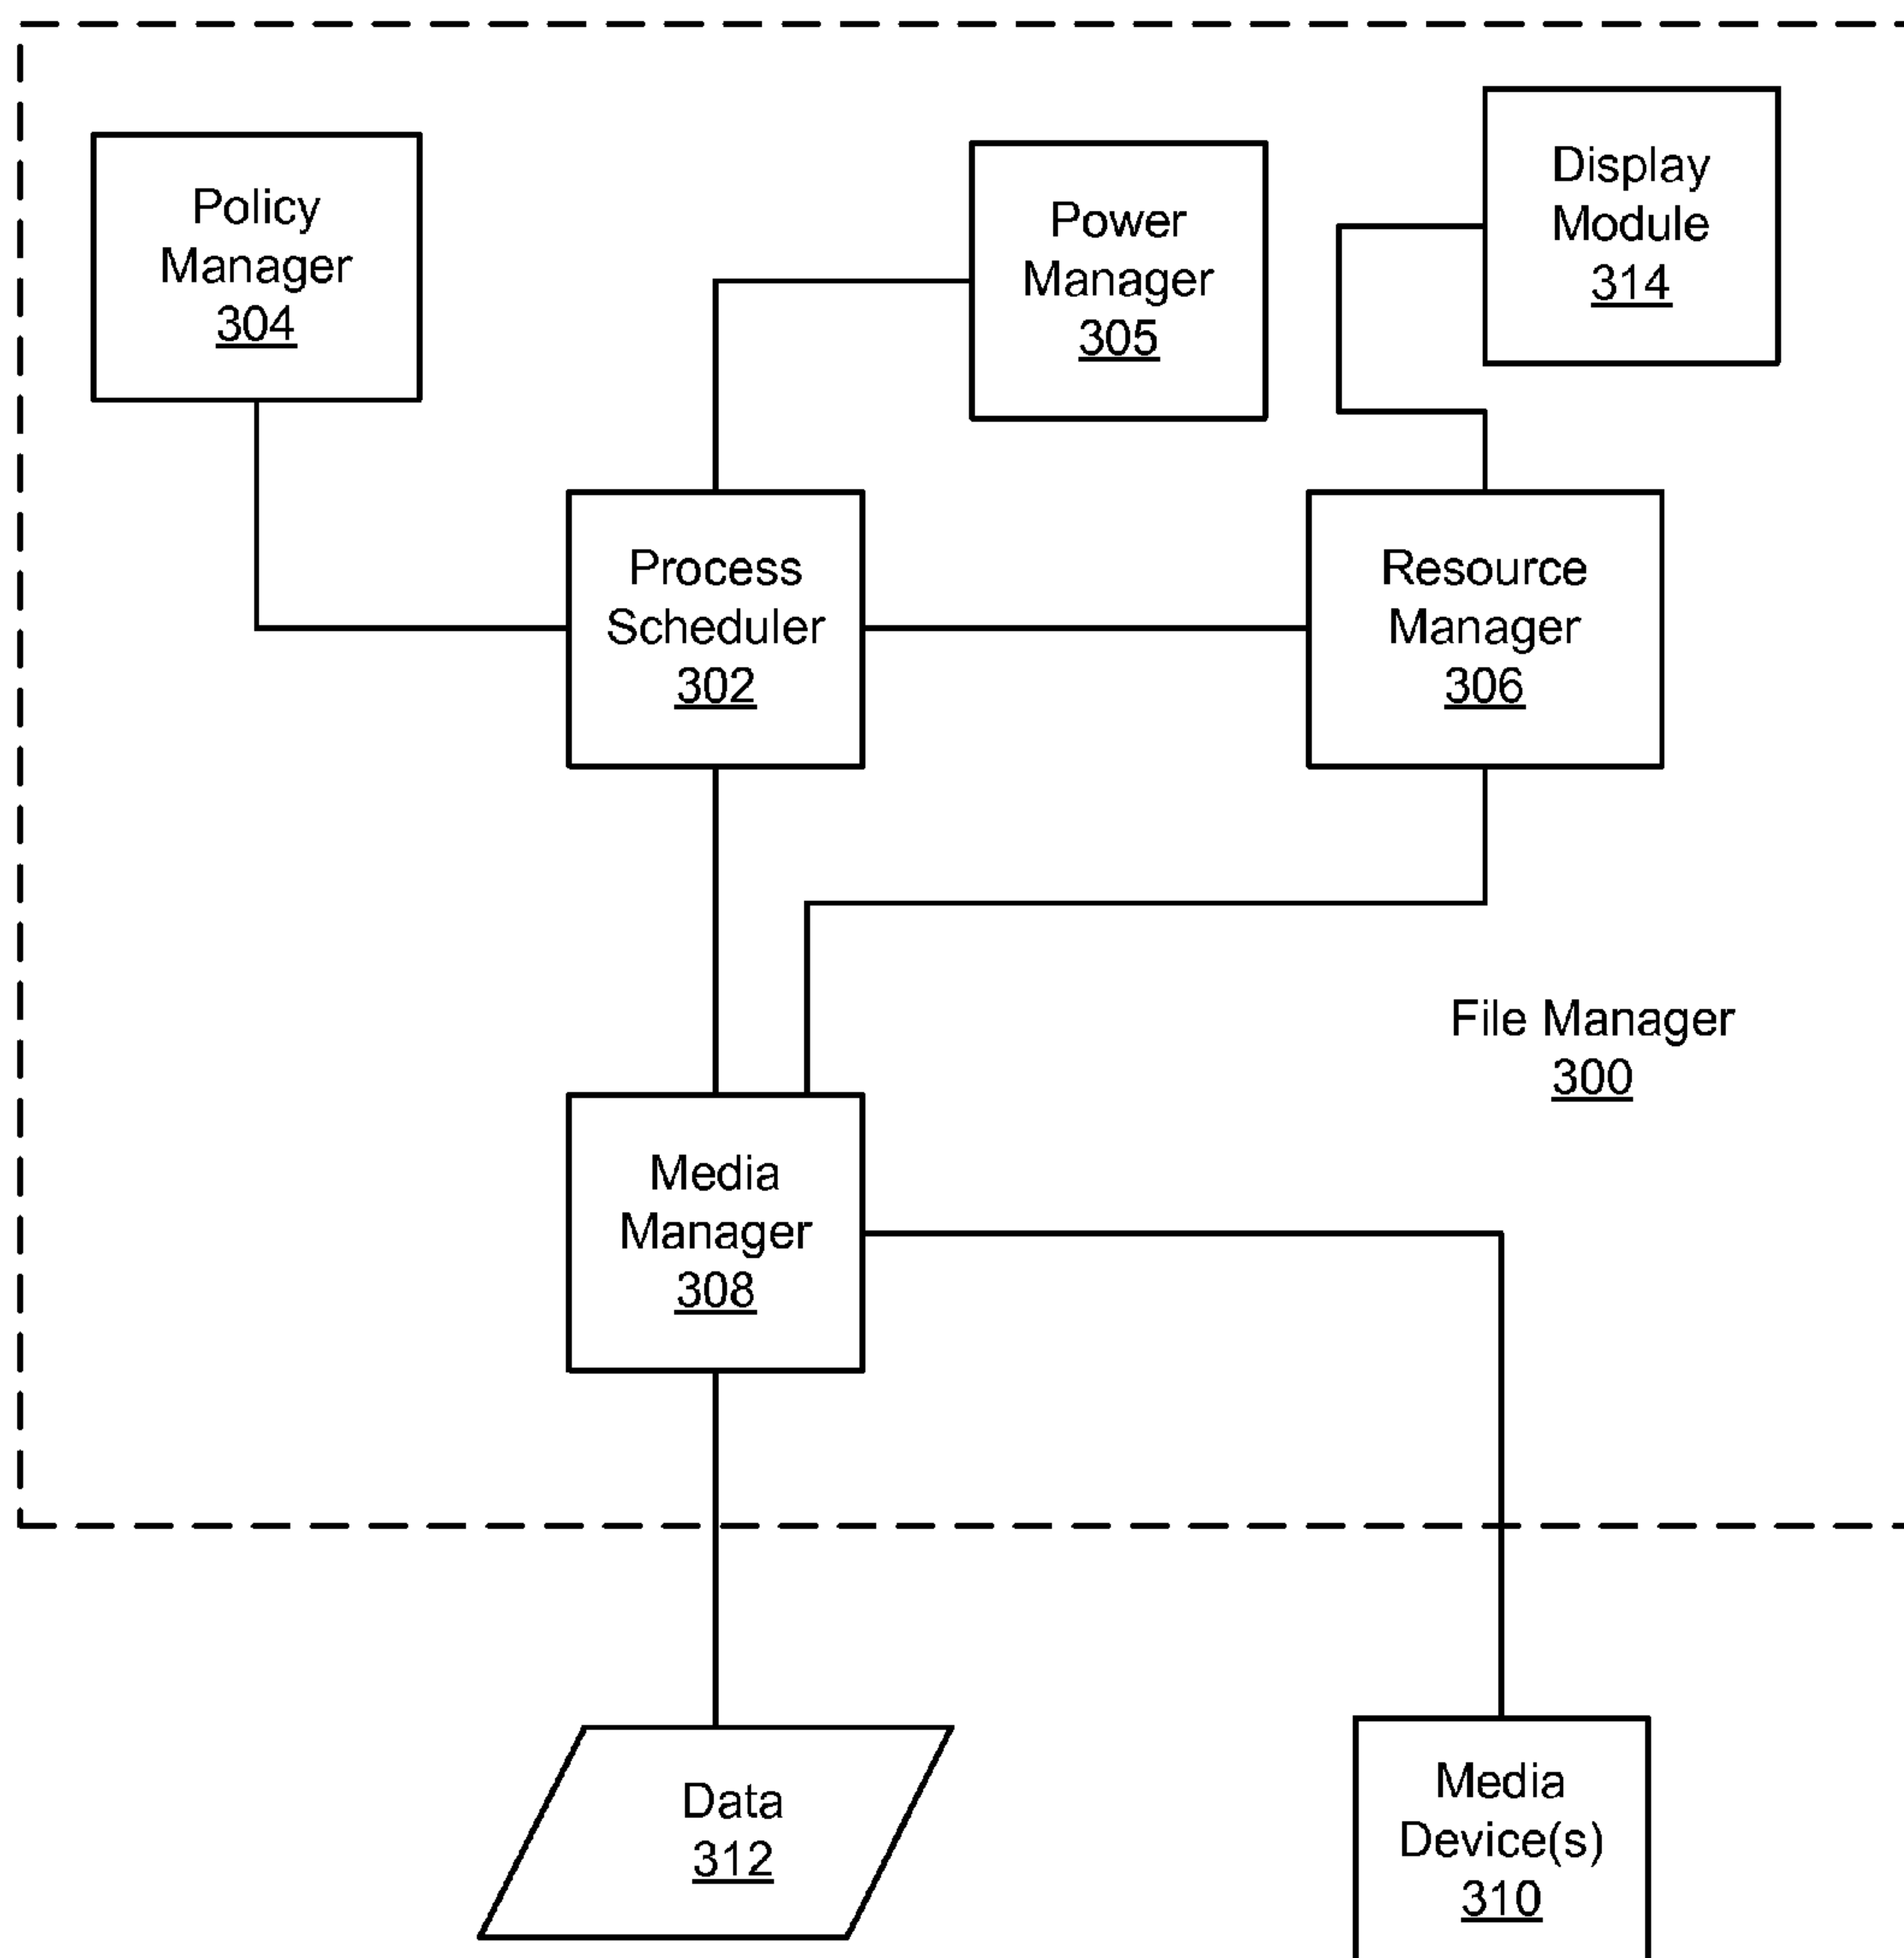 Policy
Manager
304
Power
Manager
305
Display
Module
314
Process
Scheduler
302
Resource
Manager
306
File Manager
300
Media
Manager
308
Data
312
Media
Device(s)
310